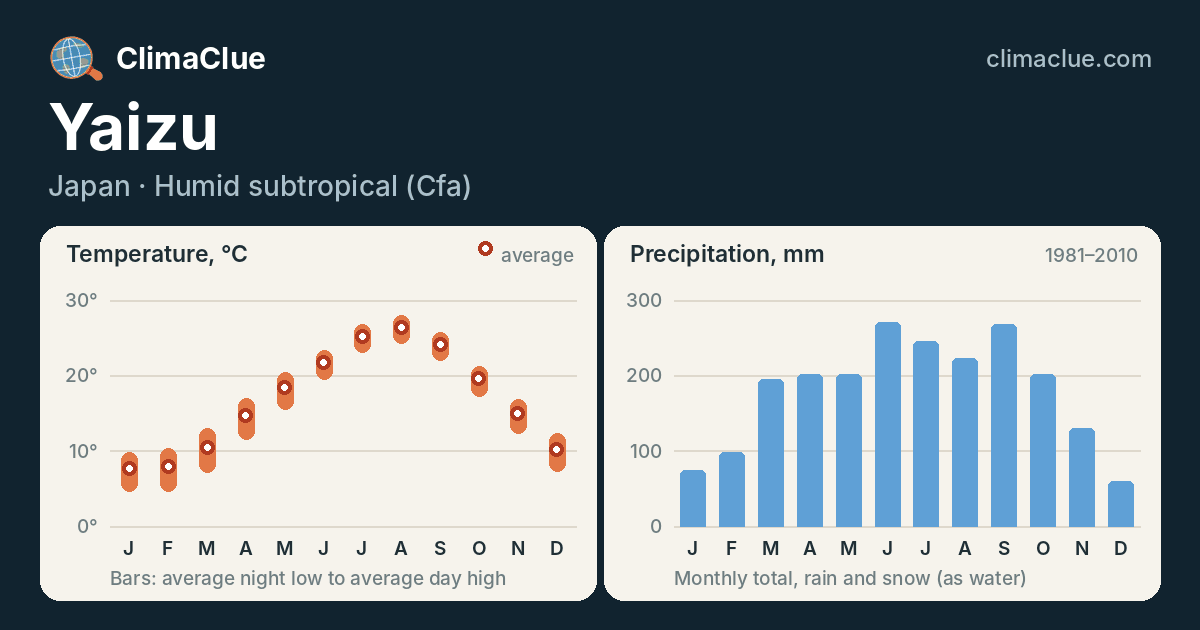 ClimaClue
climaclue.com
Yaizu
Japan · Humid subtropical (Cfa)
Temperature, °C
average
30°
20°
10°
0°
J F M A M J J A S O N D
Bars: average night low to average day high
Precipitation, mm
1981–2010
300
200
100
0
J F M A M J J A S O N D
Monthly total, rain and snow (as water)